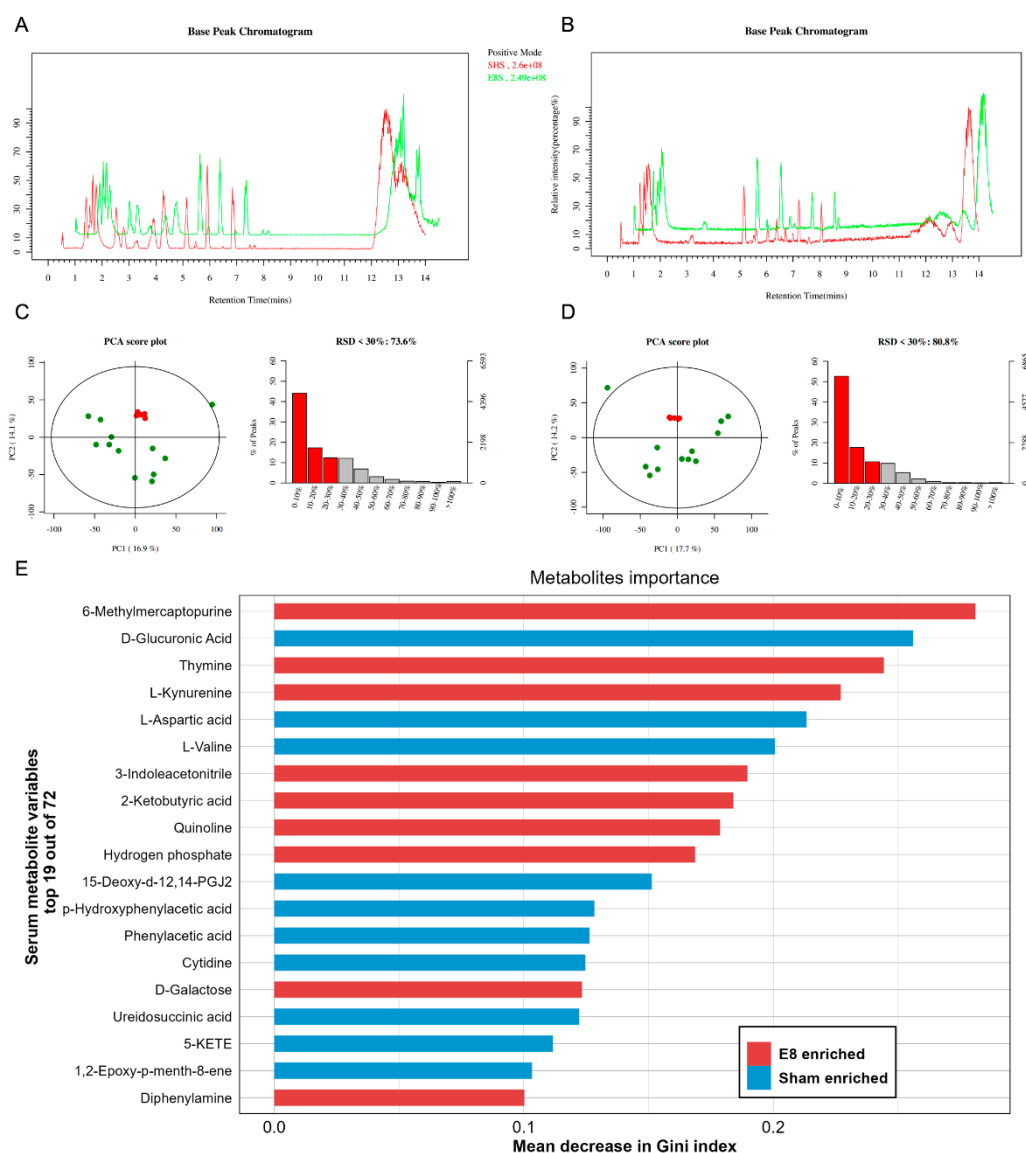 A
Base Peak Chromatogram
Positive Mode
SHS , 2.6e+08
E8S , 2.49e+08
10 30 50 70 90
0 1 2 3 4 5 6 7 8 9 10 11 12 13 14
Retention Time(mins)
B
Base Peak Chromatogram
Relative intensity(percentage%)
10 30 50 70 90
0 1 2 3 4 5 6 7 8 9 10 11 12 13 14
Retention Time(mins)
C
PCA score plot
PC2 ( 14.1 %)
-100 -50 0 50 100
-100 -50 0 50 100
PC1 ( 16.9 %)
RSD < 30%: 73.6%
% of Peaks
0 10 20 30 40 50 60
0 2198 4396 6593
0-10% 10-20% 20-30% 30-40% 40-50% 50-60% 60-70% 70-80% 80-90% 90-100% >100%
D
PCA score plot
PC2 ( 14.2 %)
-100 -50 0 50 100
-100 -50 0 50 100
PC1 ( 17.7 %)
RSD < 30%: 80.8%
% of Peaks
0 10 20 30 40 50 60
0 2288 4577 6865
0-10% 10-20% 20-30% 30-40% 40-50% 50-60% 60-70% 70-80% 80-90% 90-100% >100%
E
Metabolites importance
Serum metabolite variables
top 19 out of 72
6-Methylmercaptopurine
D-Glucuronic Acid
Thymine
L-Kynurenine
L-Aspartic acid
L-Valine
3-Indoleacetonitrile
2-Ketobutyric acid
Quinoline
Hydrogen phosphate
15-Deoxy-d-12,14-PGJ2
p-Hydroxyphenylacetic acid
Phenylacetic acid
Cytidine
D-Galactose
Ureidosuccinic acid
5-KETE
1,2-Epoxy-p-menth-8-ene
Diphenylamine
E8 enriched
Sham enriched
0.0 0.1 0.2
Mean decrease in Gini index